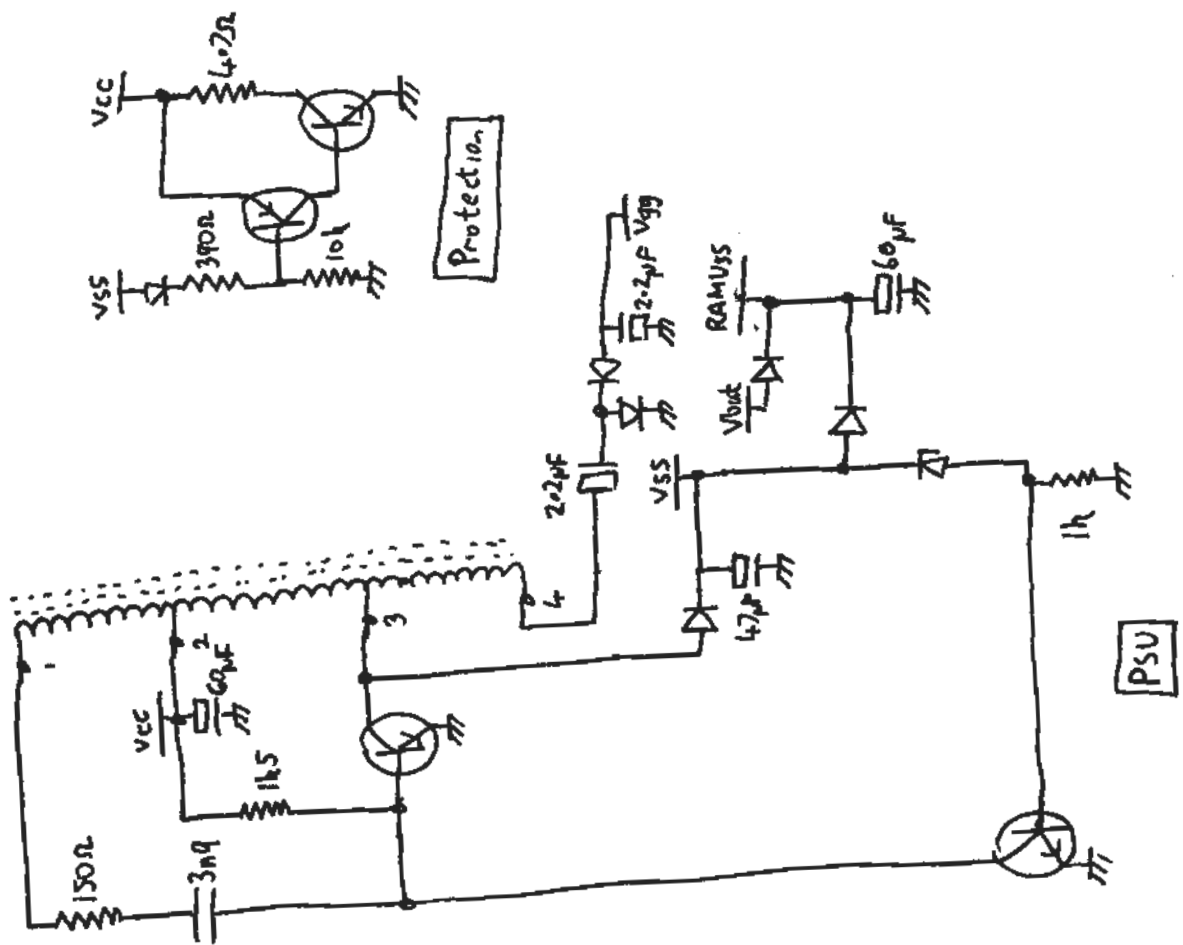 Vcc
4.7Ω
Vss
390Ω
10k
Protection
1
2
Vcc
60µF
3
4
150Ω
3n9
1k5
2.2µF
2.2µF
Vgg
Vss
47µF
Vbat
RAMVSS
60µF
1k
PSU